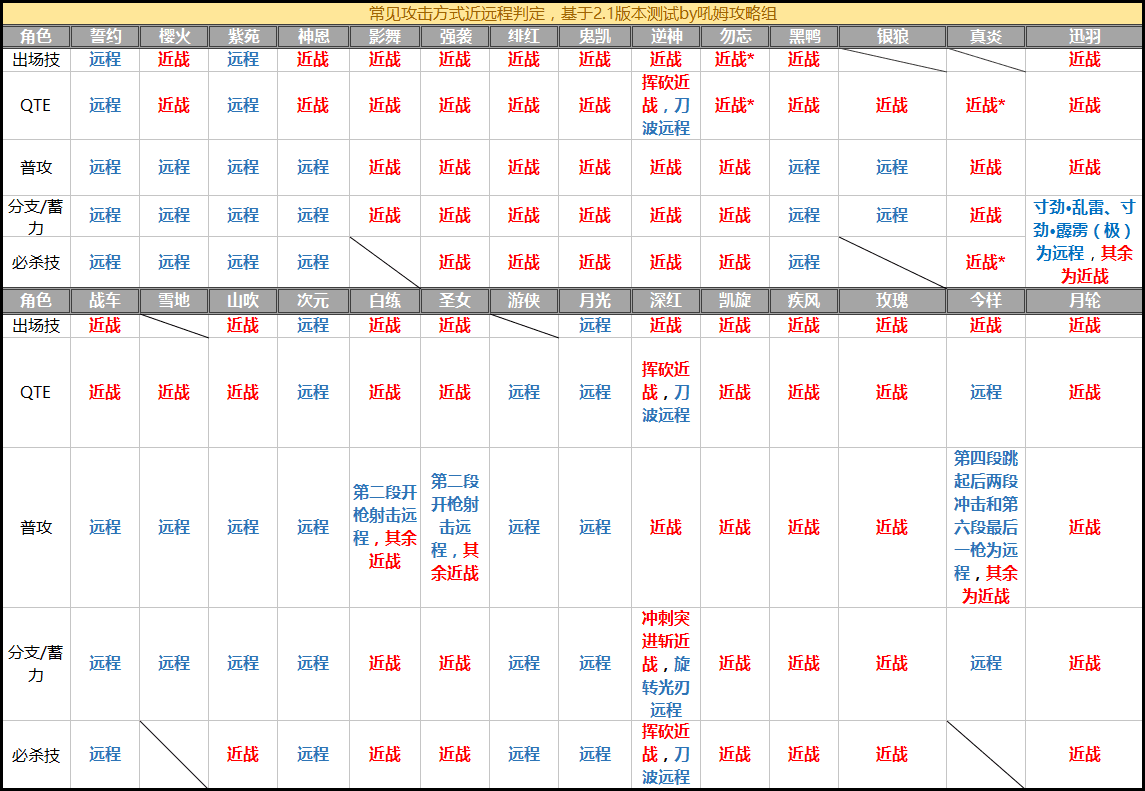 常见攻击方式近远程判定，基于2.1版本测试by吼姆攻略组
角色 誓约 樱火 紫苑 神恩 影舞 强袭 绯红 鬼凯 逆神 勿忘 黑鸭 银狼 真炎 迅羽
出场技 远程 近战 远程 近战 近战 近战 近战 近战 近战 近战* 近战 近战
QTE 远程 近战 远程 近战 近战 近战 近战 近战 挥砍近
战，刀
波远程 近战* 近战 近战 近战* 近战
普攻 远程 远程 远程 远程 近战 近战 近战 近战 近战 近战 远程 远程 近战 近战
分支/蓄
力 远程 远程 远程 远程 近战 近战 近战 近战 近战 近战 远程 远程 近战 寸劲•乱雷、寸
劲•霹雳（极）
为远程，其余
为近战
必杀技 远程 远程 远程 远程 近战 近战 近战 近战 近战 远程 近战*
角色 战车 雪地 山吹 次元 白练 圣女 游侠 月光 深红 凯旋 疾风 玫瑰 今样 月轮
出场技 近战 近战 远程 近战 近战 远程 近战 近战 近战 近战 近战 近战
QTE 近战 近战 近战 远程 近战 近战 远程 远程 挥砍近
战，刀
波远程 近战 近战 近战 远程 近战
普攻 远程 远程 远程 远程 第二段开
枪射击远
程，其余
近战 第二段
开枪射
击远
程，其
余近战 远程 远程 近战 近战 近战 近战 第四段跳
起后两段
冲击和第
六段最后
一枪为远
程，其余
为近战 近战
分支/蓄
力 远程 远程 远程 远程 近战 近战 远程 远程 冲刺突
进斩近
战，旋
转光刃
远程 近战 近战 近战 远程 近战
必杀技 远程 近战 远程 近战 近战 远程 远程 挥砍近
战，刀
波远程 近战 近战 近战 近战